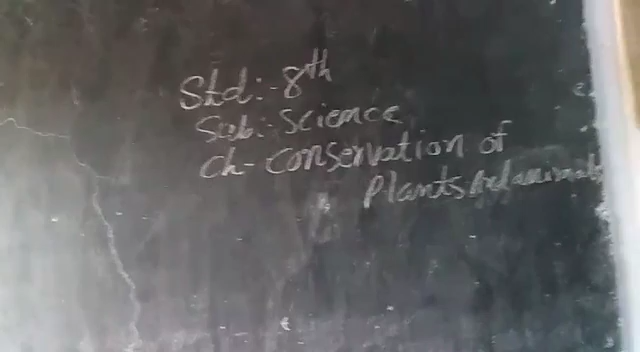 Std:- 8th
Sub: Science
Ch- Conservation of
Plants and animals